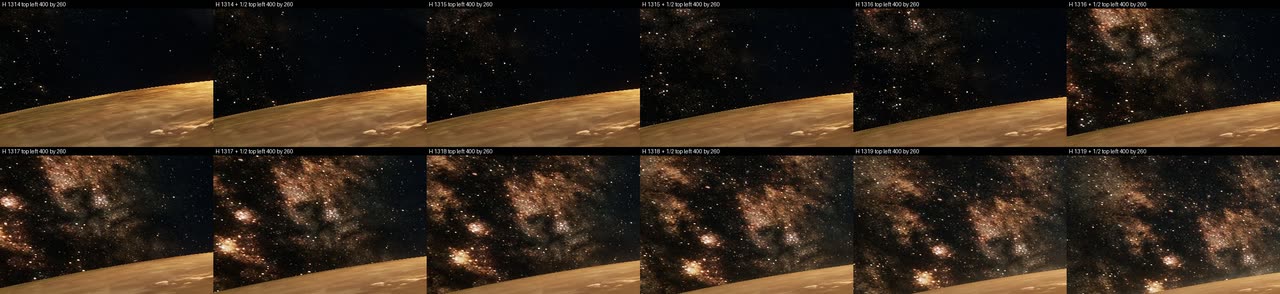 H 1314 top left 400 by 260
H 1314 + 1/2 top left 400 by 260
H 1315 top left 400 by 260
H 1315 + 1/2 top left 400 by 260
H 1316 top left 400 by 260
H 1316 + 1/2 top left 400 by 260
H 1317 top left 400 by 260
H 1317 + 1/2 top left 400 by 260
H 1318 top left 400 by 260
H 1318 + 1/2 top left 400 by 260
H 1319 top left 400 by 260
H 1319 + 1/2 top left 400 by 260